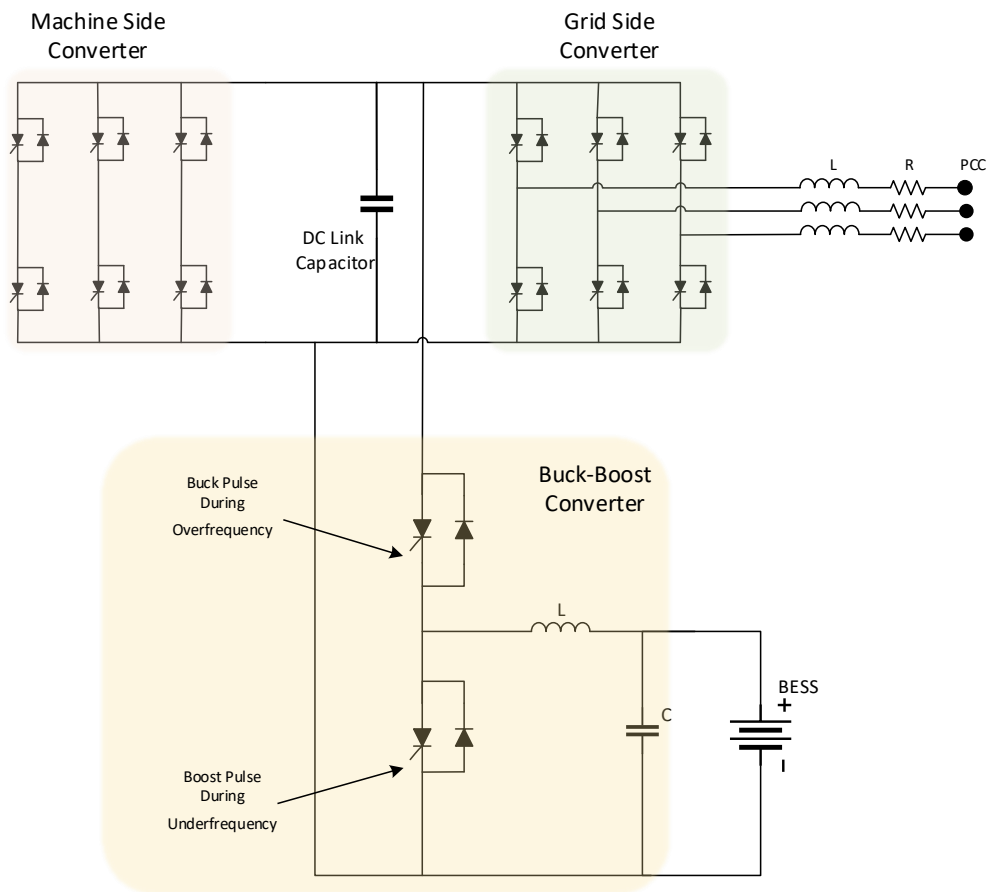 Machine Side
Converter
Grid Side
Converter
L
R
PCC
DC Link
Capacitor
Buck Pulse
During
Overfrequency
Buck-Boost
Converter
L
BESS
+
C
Boost Pulse
During
Underfrequency